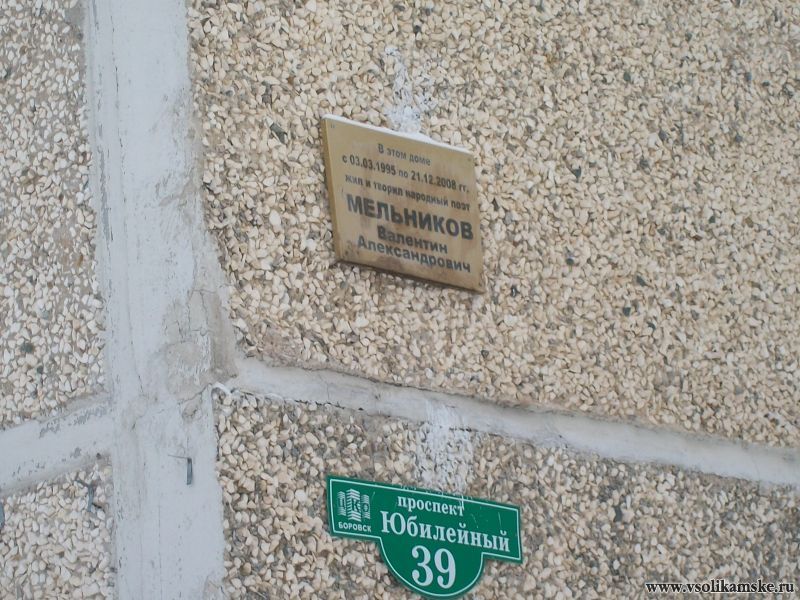 В этом доме
с 03.03.1995 по 21.12.2008 гг.
жил и творил народный поэт
МЕЛЬНИКОВ
Валентин
Александрович
проспект
БОРОВСК
Юбилейный
39
www.vsolikamske.ru